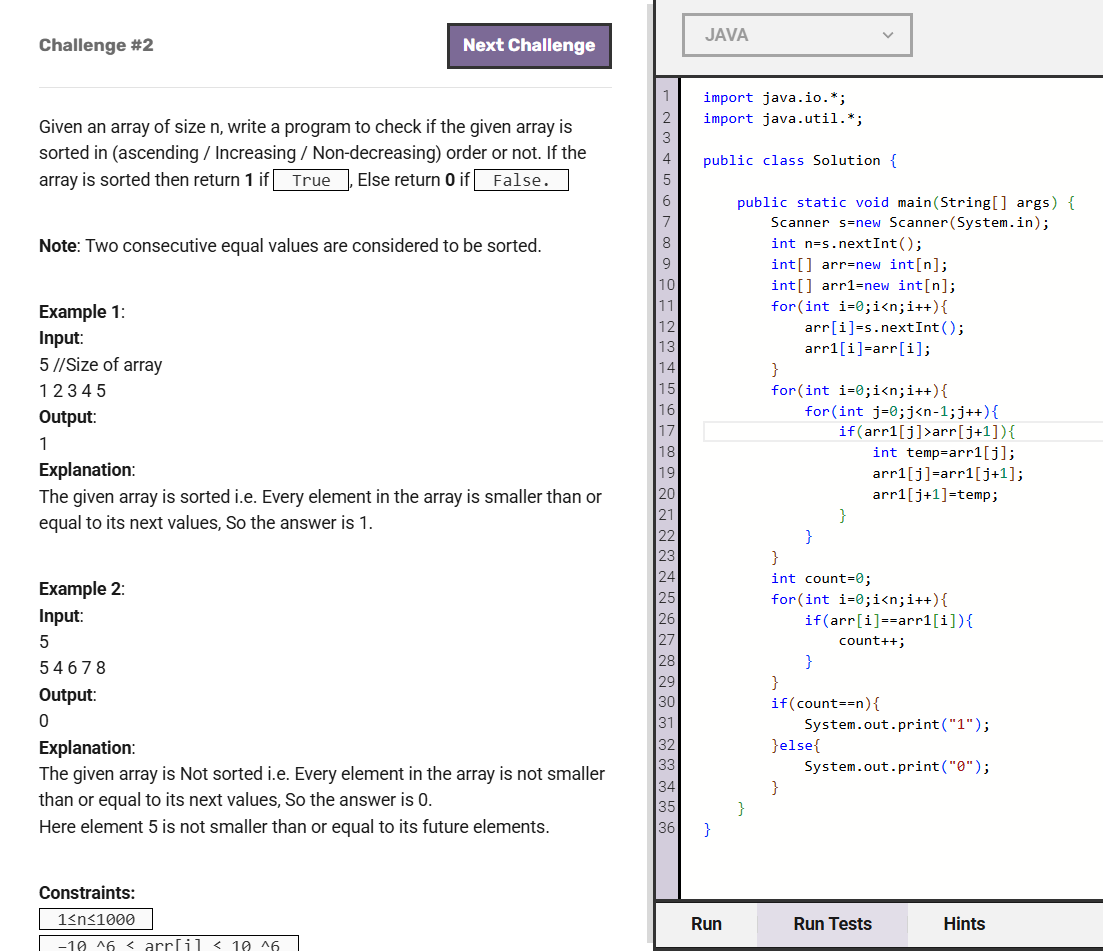 Challenge #2
Next Challenge
Given an array of size n, write a program to check if the given array is
sorted in (ascending / Increasing / Non-decreasing) order or not. If the
array is sorted then return 1 if True , Else return 0 if False.
Note: Two consecutive equal values are considered to be sorted.
Example 1:
Input:
5 //Size of array
1 2 3 4 5
Output:
1
Explanation:
The given array is sorted i.e. Every element in the array is smaller than or
equal to its next values, So the answer is 1.
Example 2:
Input:
5
5 4 6 7 8
Output:
0
Explanation:
The given array is Not sorted i.e. Every element in the array is not smaller
than or equal to its next values, So the answer is 0.
Here element 5 is not smaller than or equal to its future elements.
Constraints:
1≤n≤1000
-10 ^6 ≤ arr[i] ≤ 10 ^6
JAVA
1 import java.io.*;
2 import java.util.*;
3
4 public class Solution {
5
6     public static void main(String[] args) {
7         Scanner s=new Scanner(System.in);
8         int n=s.nextInt();
9         int[] arr=new int[n];
10         int[] arr1=new int[n];
11         for(int i=0;i<n;i++){
12             arr[i]=s.nextInt();
13             arr1[i]=arr[i];
14         }
15         for(int i=0;i<n;i++){
16             for(int j=0;j<n-1;j++){
17                 if(arr1[j]>arr[j+1]){
18                     int temp=arr1[j];
19                     arr1[j]=arr1[j+1];
20                     arr1[j+1]=temp;
21                 }
22             }
23         }
24         int count=0;
25         for(int i=0;i<n;i++){
26             if(arr[i]==arr1[i]){
27                 count++;
28             }
29         }
30         if(count==n){
31             System.out.print("1");
32         }else{
33             System.out.print("0");
34         }
35     }
36 }
Run
Run Tests
Hints